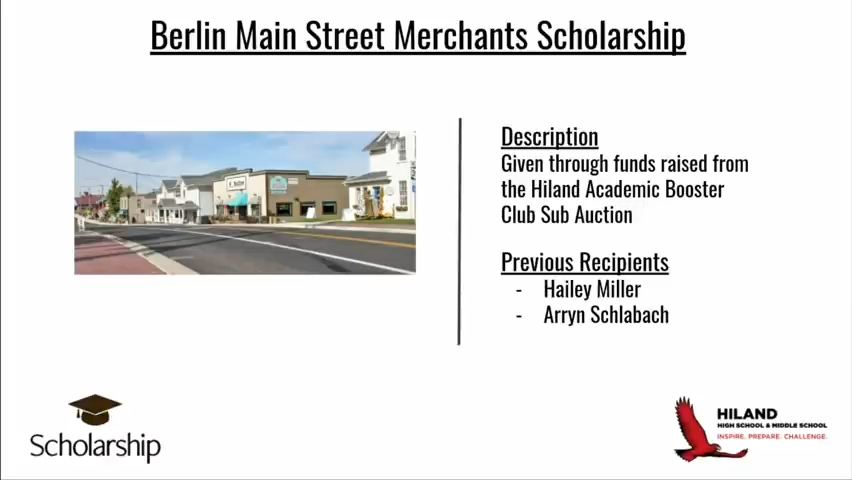 Berlin Main Street Merchants Scholarship
Description
Given through funds raised from
the Hiland Academic Booster
Club Sub Auction
Previous Recipients
- Hailey Miller
- Arryn Schlabach
Scholarship
HILAND
HIGH SCHOOL & MIDDLE SCHOOL
INSPIRE. PREPARE. CHALLENGE.